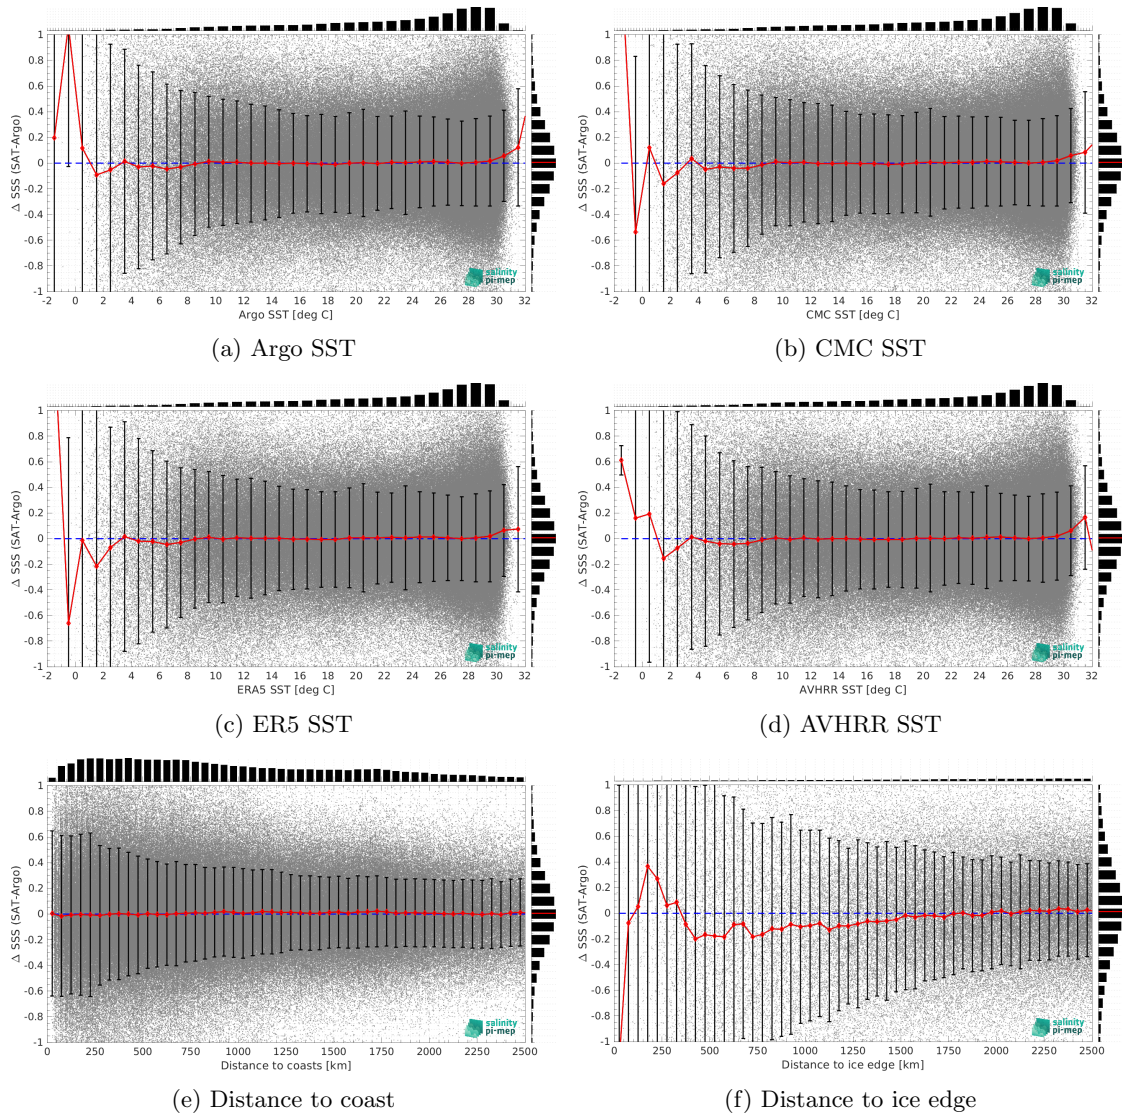 1
0.8
0.6
0.4
0.2
0
-0.2
-0.4
-0.6
-0.8
-1
Δ SSS (SAT-Argo)
salinity
pi-mep
-2 0 2 4 6 8 10 12 14 16 18 20 22 24 26 28 30 32
Argo SST [deg C]
(a) Argo SST
1
0.8
0.6
0.4
0.2
0
-0.2
-0.4
-0.6
-0.8
-1
Δ SSS (SAT-Argo)
salinity
pi-mep
-2 0 2 4 6 8 10 12 14 16 18 20 22 24 26 28 30 32
CMC SST [deg C]
(b) CMC SST
1
0.8
0.6
0.4
0.2
0
-0.2
-0.4
-0.6
-0.8
-1
Δ SSS (SAT-Argo)
salinity
pi-mep
-2 0 2 4 6 8 10 12 14 16 18 20 22 24 26 28 30 32
ERA5 SST [deg C]
(c) ER5 SST
1
0.8
0.6
0.4
0.2
0
-0.2
-0.4
-0.6
-0.8
-1
Δ SSS (SAT-Argo)
salinity
pi-mep
-2 0 2 4 6 8 10 12 14 16 18 20 22 24 26 28 30 32
AVHRR SST [deg C]
(d) AVHRR SST
1
0.8
0.6
0.4
0.2
0
-0.2
-0.4
-0.6
-0.8
-1
Δ SSS (SAT-Argo)
salinity
pi-mep
0 250 500 750 1000 1250 1500 1750 2000 2250 2500
Distance to coasts [km]
(e) Distance to coast
1
0.8
0.6
0.4
0.2
0
-0.2
-0.4
-0.6
-0.8
-1
Δ SSS (SAT-Argo)
salinity
pi-mep
0 250 500 750 1000 1250 1500 1750 2000 2250 2500
Distance to ice edge [km]
(f) Distance to ice edge